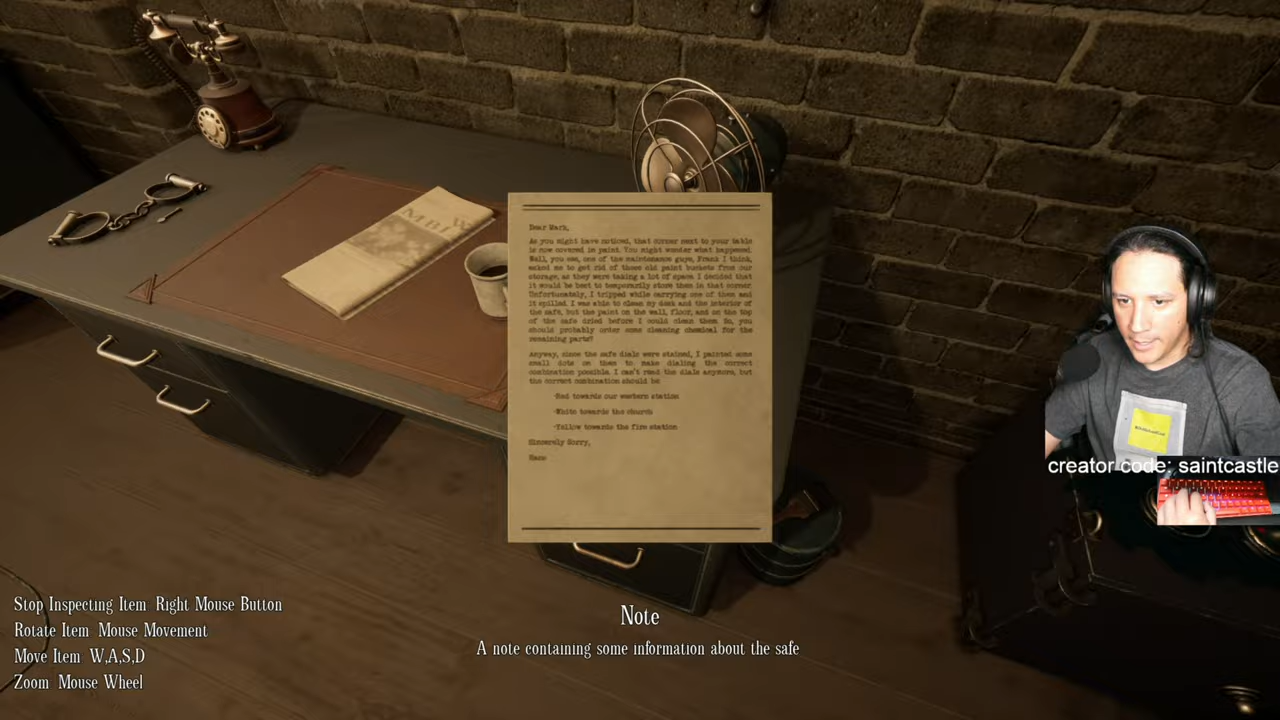 Dear Mark,
As you might have noticed, that corner next to your table
is now covered in paint. You might wonder what happened.
Well, you see, one of the maintenance guys, Frank I think,
asked me to get rid of those old paint buckets from our
storage, as they were taking a lot of space. I decided that
it would be best to temporarily store them in that corner.
Unfortunately, I tripped while carrying one of them and
it spilled. I was able to clean my desk and the interior of
the safe, but the paint on the wall, floor, and on the top
of the safe dried before I could clean them. So, you
should probably order some cleaning chemical for the
remaining parts?
Anyway, since the safe dials were stained, I painted some
small dots on them to make dialing the correct
combination possible. I can't read the dials anymore, but
the correct combination should be:
-Red towards our western station
-White towards the church
-Yellow towards the fire station
Sincerely Sorry,
creator code: saintcastle
Stop Inspecting Item Right Mouse Button
Rotate Item Mouse Movement
Move Item W,A,S,D
Zoom Mouse Wheel
Note
A note containing some information about the safe